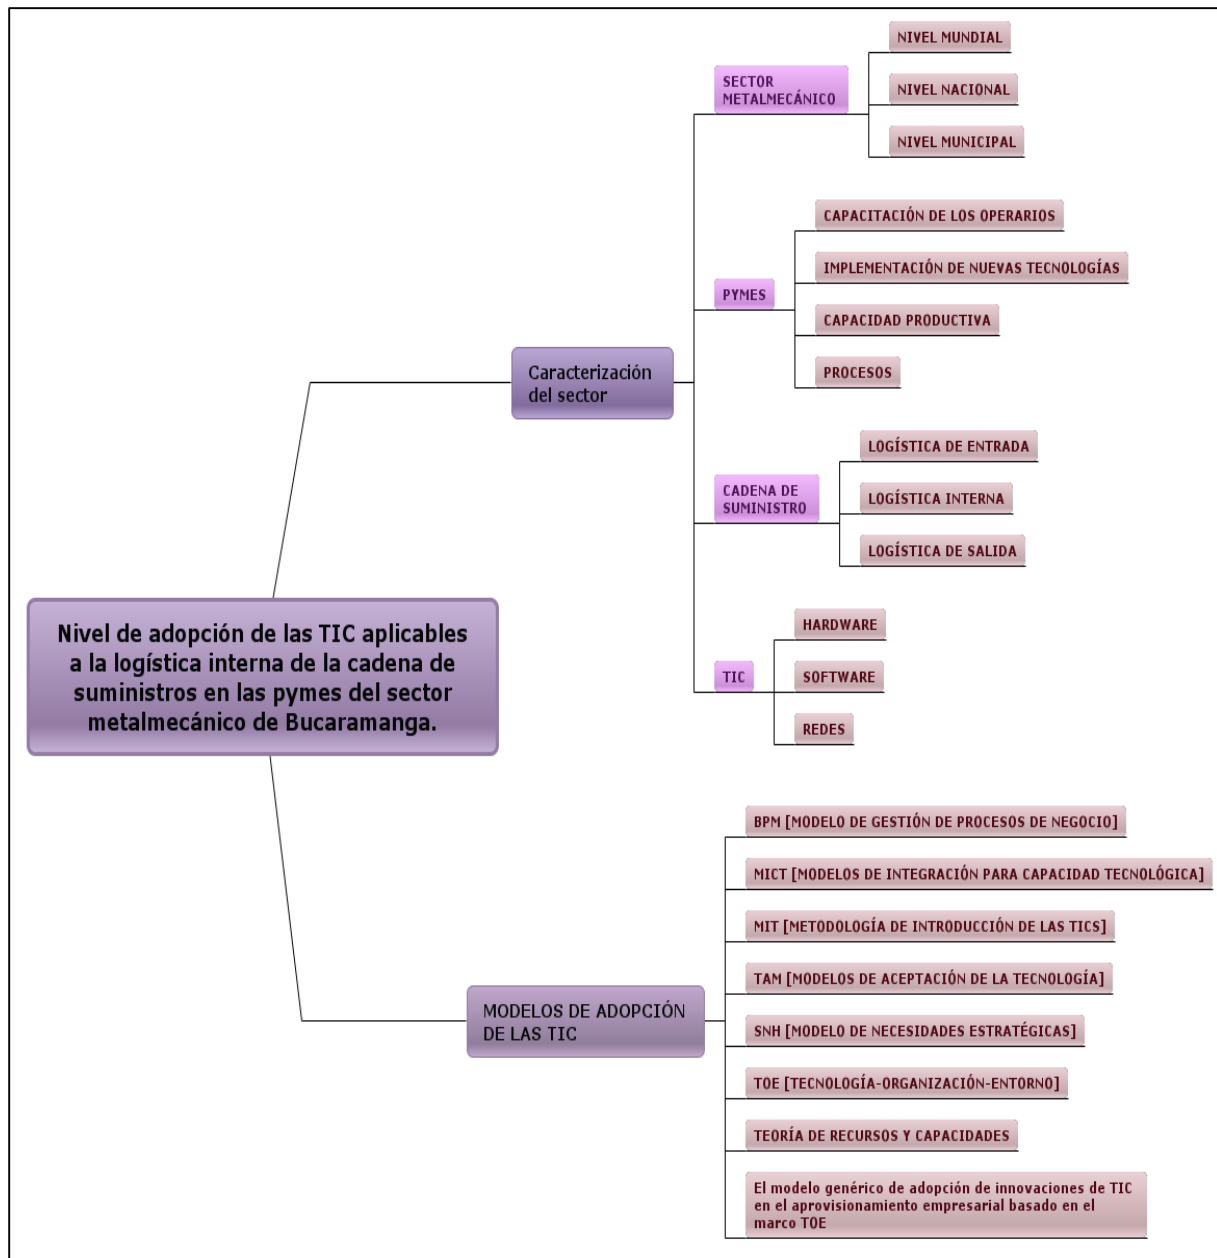 Nivel de adopción de las TIC aplicables
a la logística interna de la cadena de
suministros en las pymes del sector
metalmecánico de Bucaramanga.
Caracterización
del sector
SECTOR
METALMECÁNICO
NIVEL MUNDIAL
NIVEL NACIONAL
NIVEL MUNICIPAL
PYMES
CAPACITACIÓN DE LOS OPERARIOS
IMPLEMENTACIÓN DE NUEVAS TECNOLOGÍAS
CAPACIDAD PRODUCTIVA
PROCESOS
CADENA DE
SUMINISTRO
LOGÍSTICA DE ENTRADA
LOGÍSTICA INTERNA
LOGÍSTICA DE SALIDA
TIC
HARDWARE
SOFTWARE
REDES
MODELOS DE ADOPCIÓN
DE LAS TIC
BPM [MODELO DE GESTIÓN DE PROCESOS DE NEGOCIO]
MICT [MODELOS DE INTEGRACIÓN PARA CAPACIDAD TECNOLÓGICA]
MIT [METODOLOGÍA DE INTRODUCCIÓN DE LAS TICS]
TAM [MODELOS DE ACEPTACIÓN DE LA TECNOLOGÍA]
SNH [MODELO DE NECESIDADES ESTRATÉGICAS]
TOE [TECNOLOGÍA-ORGANIZACIÓN-ENTORNO]
TEORÍA DE RECURSOS Y CAPACIDADES
El modelo genérico de adopción de innovaciones de TIC
en el aprovisionamiento empresarial basado en el
marco TOE